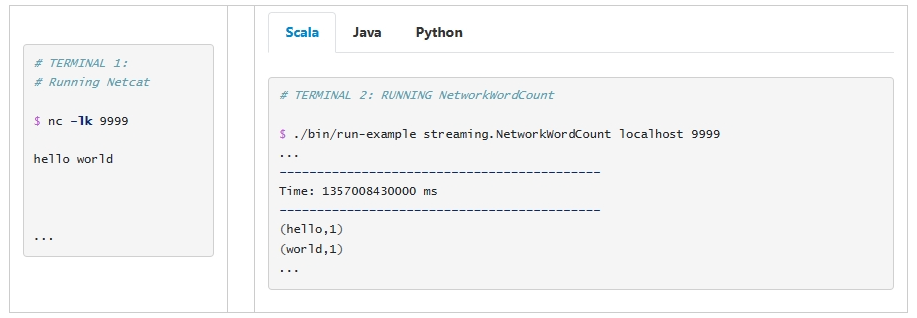 # TERMINAL 1:
# Running Netcat
$ nc -lk 9999
hello world
...
Scala Java Python
# TERMINAL 2: RUNNING NetworkWordCount
$ ./bin/run-example streaming.NetworkWordCount localhost 9999
...
-------------------------------------------
Time: 1357008430000 ms
-------------------------------------------
(hello,1)
(world,1)
...